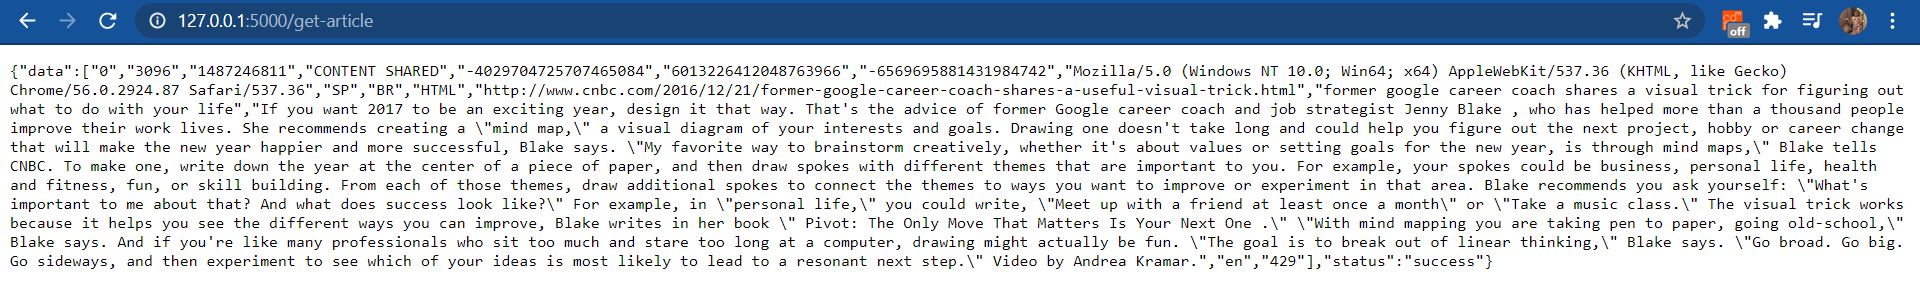 127.0.0.1:5000/get-article
off
{"data":["0","3096","1487246811","CONTENT SHARED","-4029704725707465084","6013226412048763966","-6569695881431984742","Mozilla/5.0 (Windows NT 10.0; Win64; x64) AppleWebKit/537.36 (KHTML, like Gecko)
Chrome/56.0.2924.87 Safari/537.36","SP","BR","HTML","http://www.cnbc.com/2016/12/21/former-google-career-coach-shares-a-useful-visual-trick.html","former google career coach shares a visual trick for figuring out
what to do with your life","If you want 2017 to be an exciting year, design it that way. That's the advice of former Google career coach and job strategist Jenny Blake , who has helped more than a thousand people
improve their work lives. She recommends creating a \"mind map,\" a visual diagram of your interests and goals. Drawing one doesn't take long and could help you figure out the next project, hobby or career change
that will make the new year happier and more successful, Blake says. \"My favorite way to brainstorm creatively, whether it's about values or setting goals for the new year, is through mind maps,\" Blake tells
CNBC. To make one, write down the year at the center of a piece of paper, and then draw spokes with different themes that are important to you. For example, your spokes could be business, personal life, health
and fitness, fun, or skill building. From each of those themes, draw additional spokes to connect the themes to ways you want to improve or experiment in that area. Blake recommends you ask yourself: \"What's
important to me about that? And what does success look like?\" For example, in \"personal life,\" you could write, \"Meet up with a friend at least once a month\" or \"Take a music class.\" The visual trick works
because it helps you see the different ways you can improve, Blake writes in her book \" Pivot: The Only Move That Matters Is Your Next One .\" \"With mind mapping you are taking pen to paper, going old-school,\"
Blake says. And if you're like many professionals who sit too much and stare too long at a computer, drawing might actually be fun. \"The goal is to break out of linear thinking,\" Blake says. \"Go broad. Go big.
Go sideways, and then experiment to see which of your ideas is most likely to lead to a resonant next step.\" Video by Andrea Kramar.","en","429"],"status":"success"}